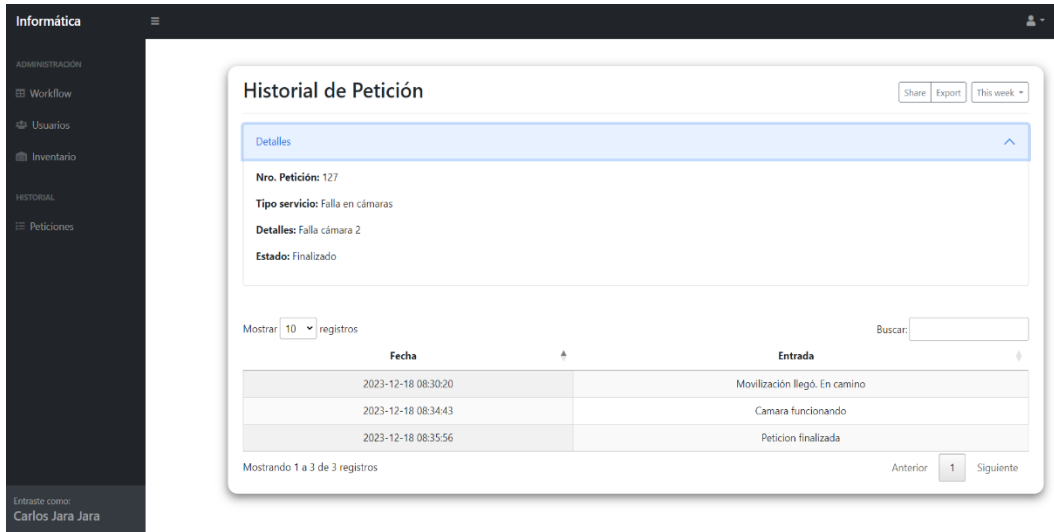 Informática
ADMINISTRACIÓN
Workflow
Usuarios
Inventario
HISTORIAL
Peticiones
Entraste como:
Carlos Jara Jara
Historial de Petición
Share Export This week
Detalles
Nro. Petición: 127
Tipo servicio: Falla en cámaras
Detalles: Falla cámara 2
Estado: Finalizado
Mostrar 10 registros Buscar:
Fecha Entrada
2023-12-18 08:30:20 Movilización llegó. En camino
2023-12-18 08:34:43 Camara funcionando
2023-12-18 08:35:56 Peticion finalizada
Mostrando 1 a 3 de 3 registros Anterior 1 Siguiente